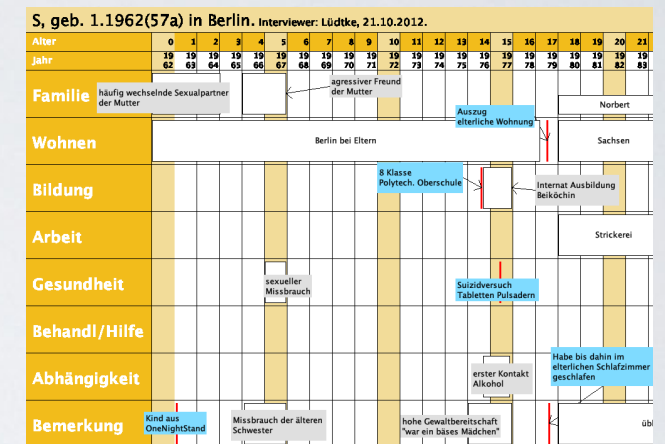 S, geb. 1.1962(57a) in Berlin. Interviewer: Lüdtke, 21.10.2012.
Alter 0 1 2 3 4 5 6 7 8 9 10 11 12 13 14 15 16 17 18 19 20 21
Jahr 19 62 19 63 19 64 19 65 19 66 19 67 19 68 19 69 19 70 19 71 19 72 19 73 19 74 19 75 19 76 19 77 19 78 19 79 19 80 19 81 19 82 19 83
Familie
häufig wechselnde Sexualpartner
der Mutter
agressiver Freund
der Mutter
Norbert
Auszug
elterliche Wohnung
Wohnen
Berlin bei Eltern
Sachsen
Bildung
8 Klasse
Polytech. Oberschule
Internat Ausbildung
Beiköchin
Arbeit
Strickerei
Gesundheit
sexueller
Missbrauch
Suizidversuch
Tabletten Pulsadern
Behandl/Hilfe
Abhängigkeit
erster Kontakt
Alkohol
Habe bis dahin im
elterlichen Schlafzimmer
geschlafen
Bemerkung
Kind aus
OneNightStand
Missbrauch der älteren
Schwester
hohe Gewaltbereitschaft
"war ein bäses Mädchen"